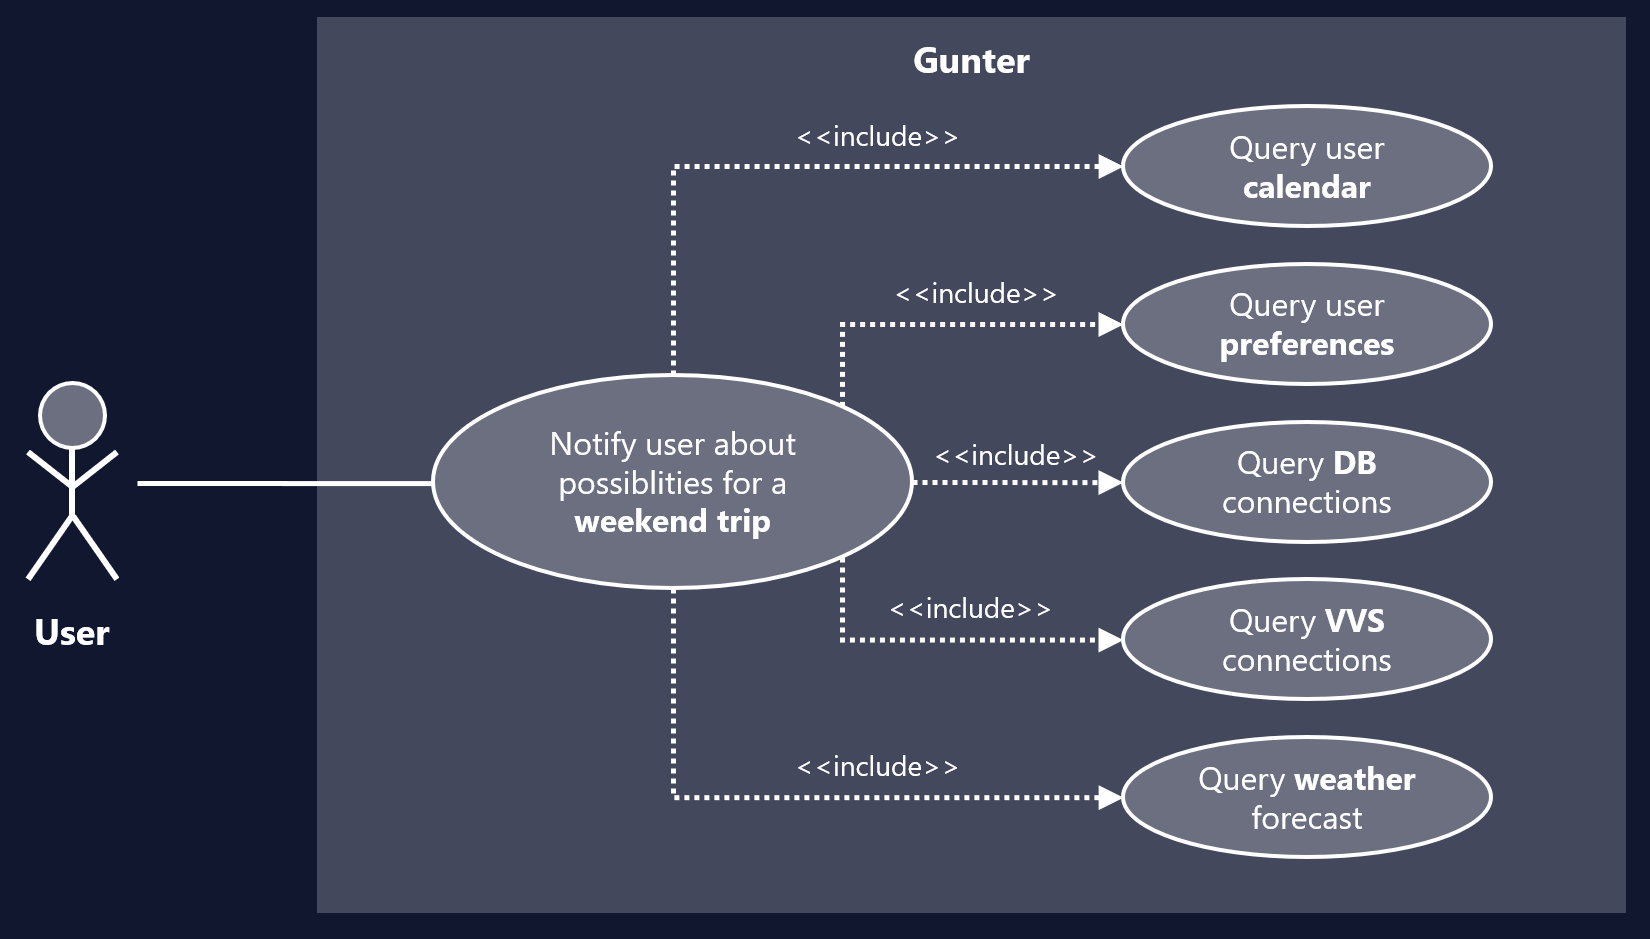 Gunter
<<include>>
Query user
calendar
<<include>>
Query user
preferences
Notify user about
possiblities for a
weekend trip
<<include>>
Query DB
connections
<<include>>
Query VVS
connections
User
<<include>>
Query weather
forecast